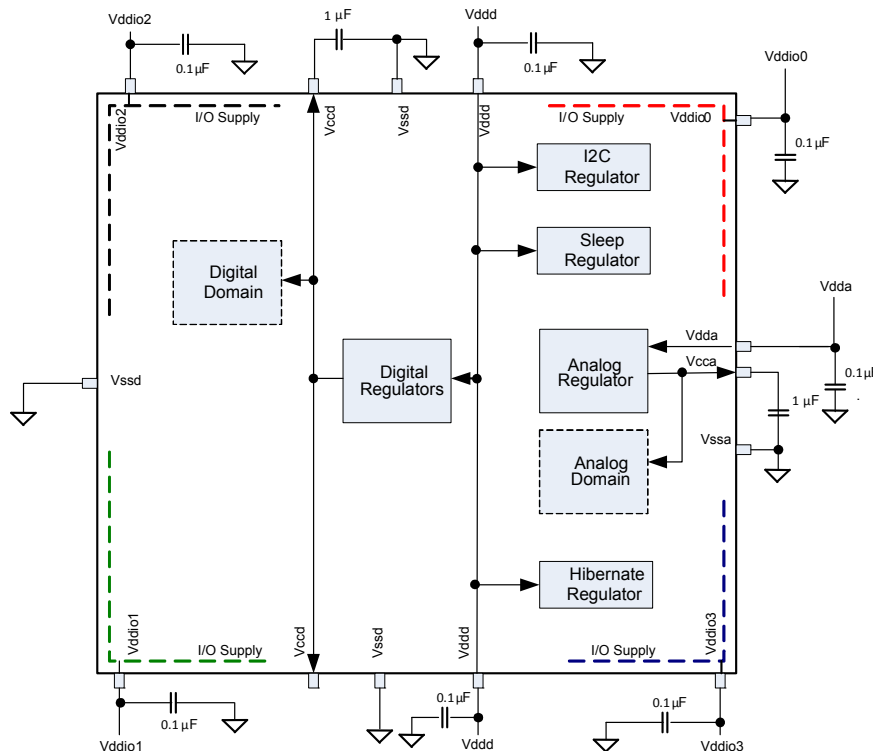 Vddio2
1 μF
Vddd
0.1 μF
0.1 μF
Vddio0
0.1 μF
Vddio2
I/O Supply
Vccd
Vssd
Vddd
I/O Supply
Vddio0
I2C
Regulator
Sleep
Regulator
Digital
Domain
Vdda
Vdda
Digital
Regulators
Analog
Regulator
Vcca
0.1 μ
Vssd
1 μF
.
Vssa
Analog
Domain
Hibernate
Regulator
Vddio1
I/O Supply
Vccd
Vssd
Vddd
I/O Supply
Vddio3
0.1 μF
0.1 μF
0.1 μF
Vddio1
Vddd
Vddio3